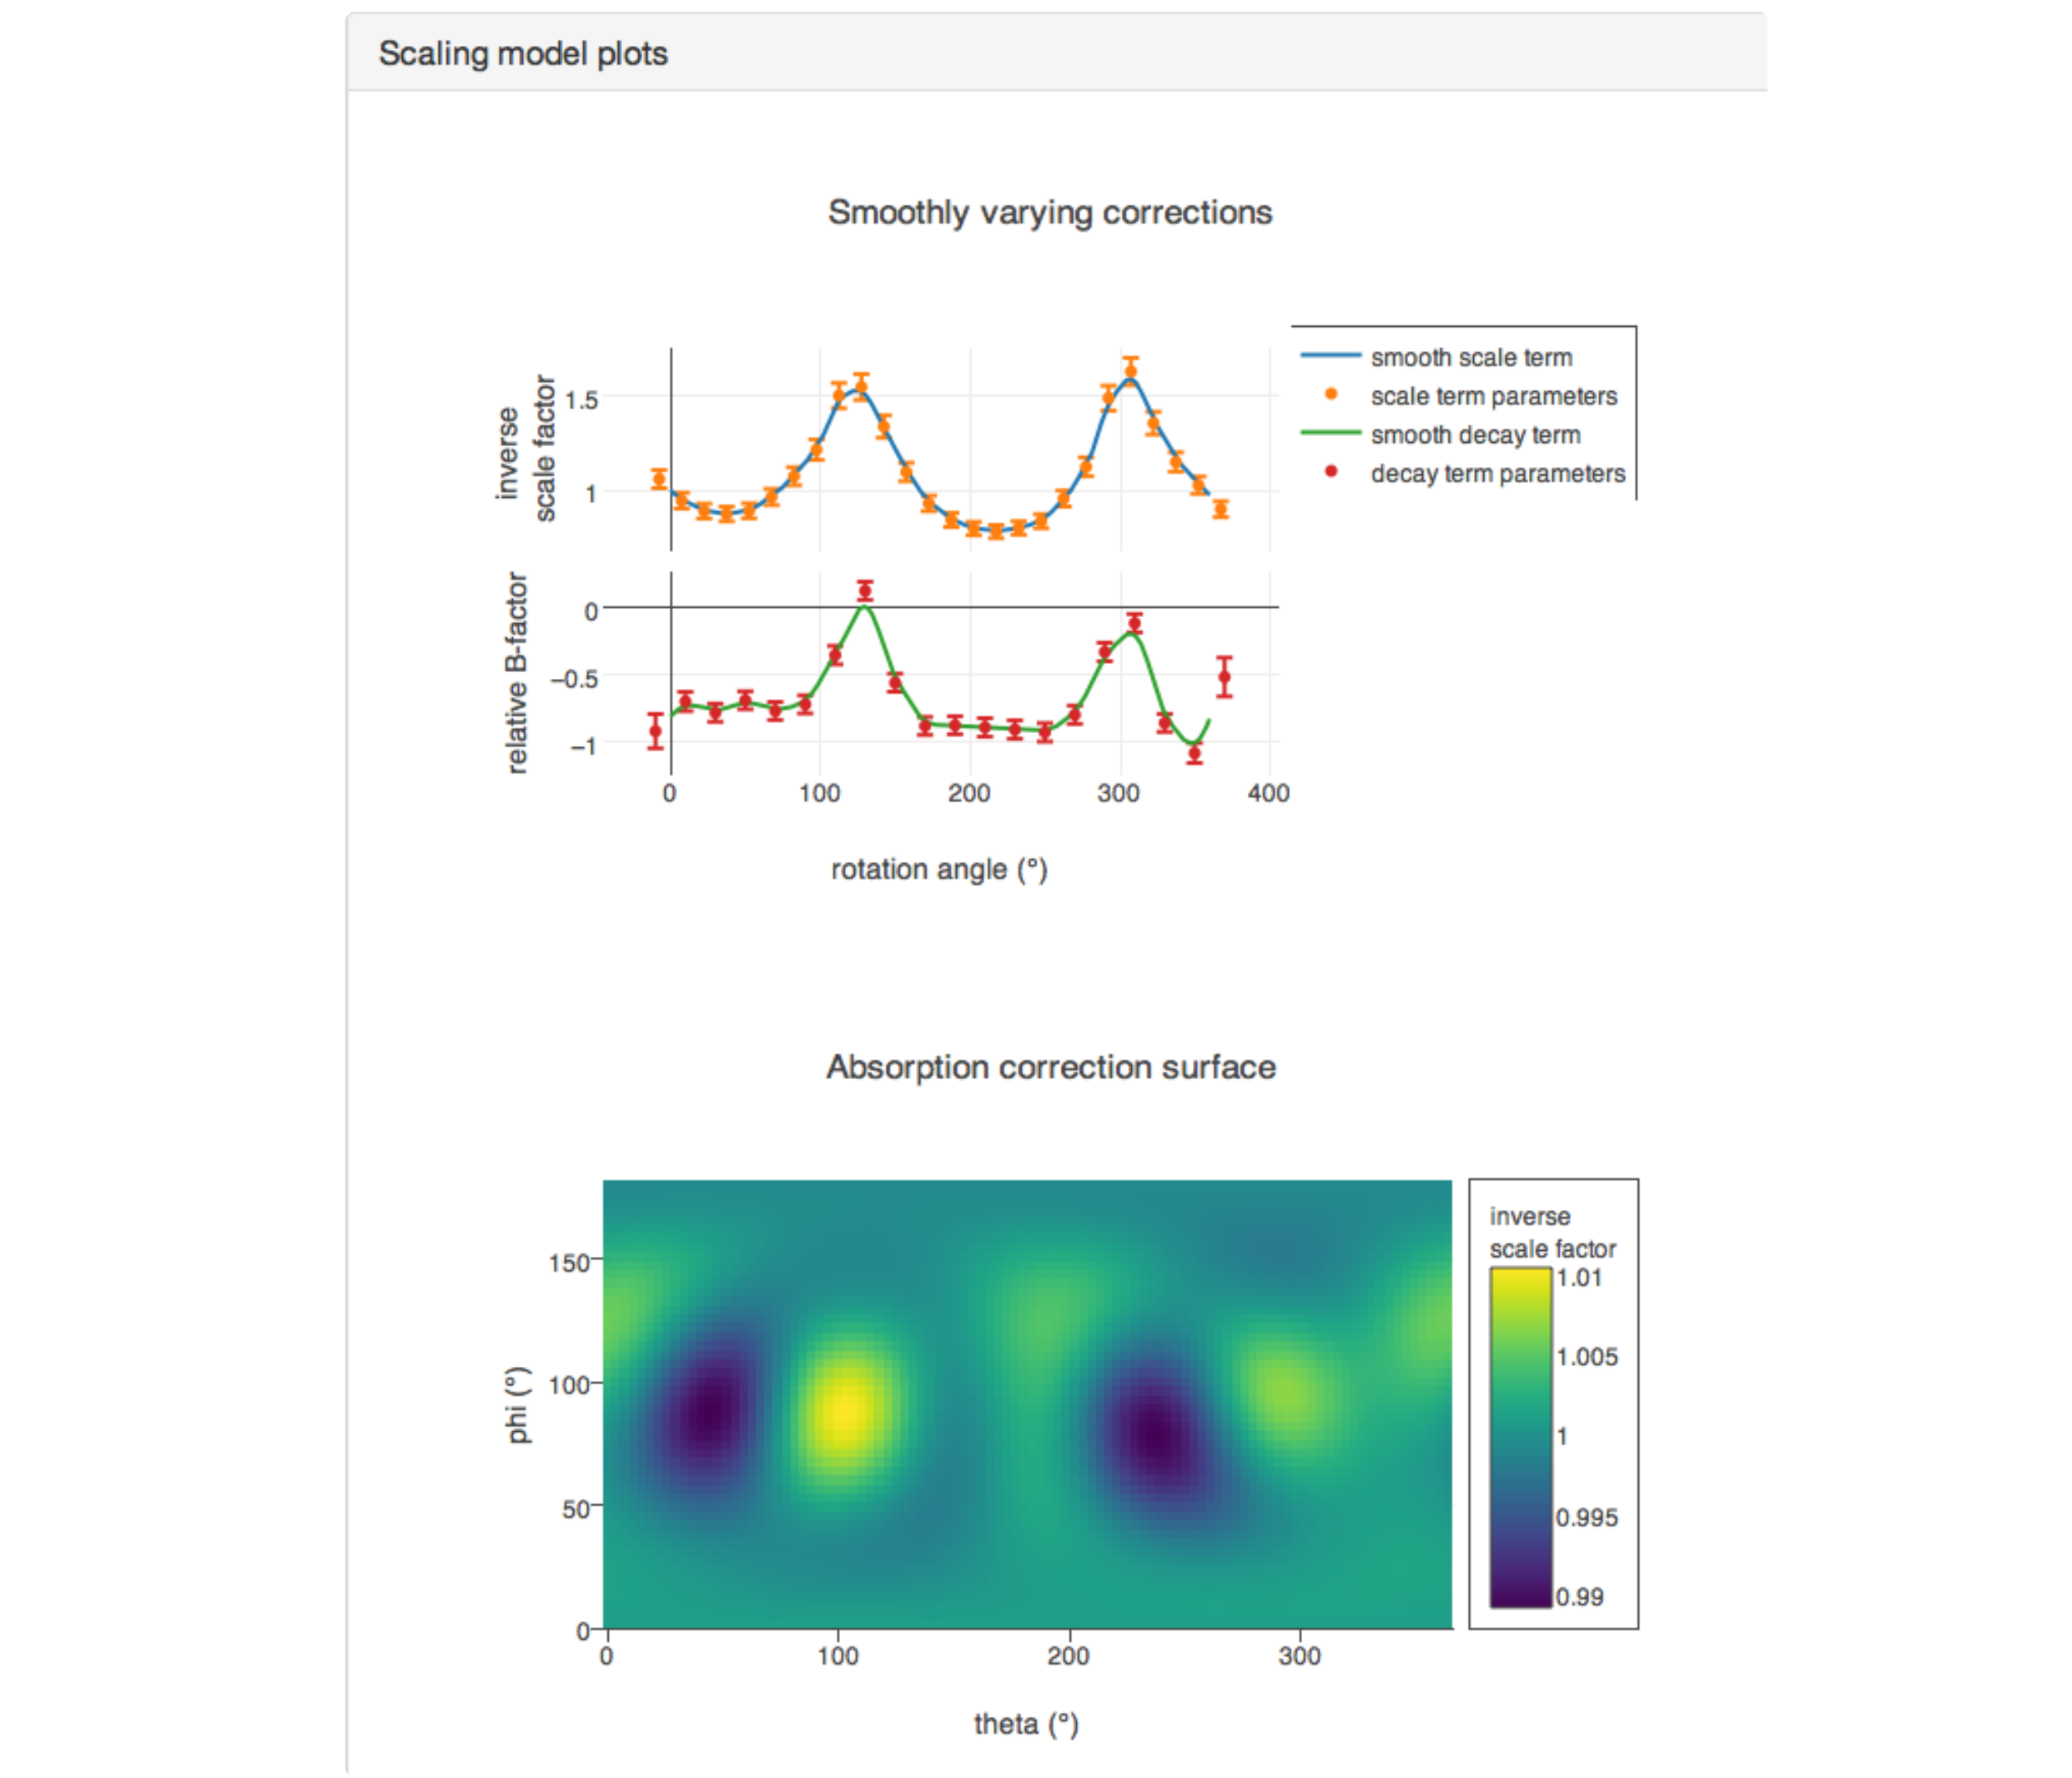 Scaling model plots
Smoothly varying corrections
inverse
scale factor
1.5
1
smooth scale term
scale term parameters
smooth decay term
decay term parameters
relative B-factor
0
−0.5
−1
0 100 200 300 400
rotation angle (°)
Absorption correction surface
phi (°)
150
100
50
0
0 100 200 300
theta (°)
inverse
scale factor
1.01
1.005
1
0.995
0.99